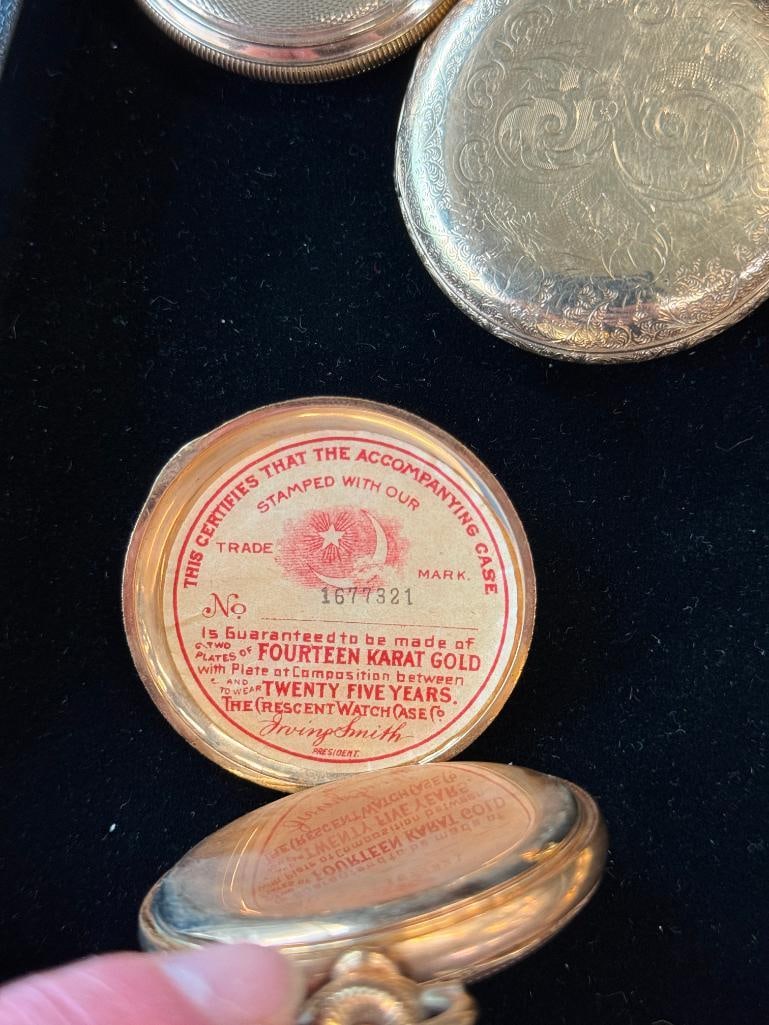 THIS CERTIFIES THAT THE ACCOMPANYING CASE
STAMPED WITH OUR
TRADE MARK.
No 1677321
Is Guaranteed to be made of
TWO
PLATES OF FOURTEEN KARAT GOLD
with Plate of Composition between
AND
TO WEAR TWENTY FIVE YEARS.
THE CRESCENT WATCH CASE Co
Irving Smith
PRESIDENT.